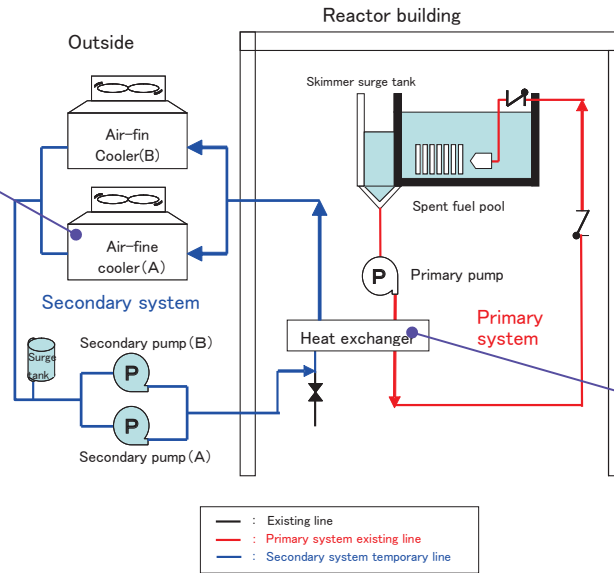 Reactor building
Outside
Skimmer surge tank
Air-fin
Cooler(B)
Spent fuel pool
Air-fine
cooler(A)
P
Primary pump
Secondary system
Primary
system
Heat exchanger
Secondary pump(B)
Surge
tank
P
P
Secondary pump(A)
: Existing line
: Primary system existing line
: Secondary system temporary line